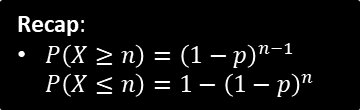 Recap:
• P(X ≥ n) = (1 − p)ⁿ⁻¹
P(X ≤ n) = 1 − (1 − p)ⁿ